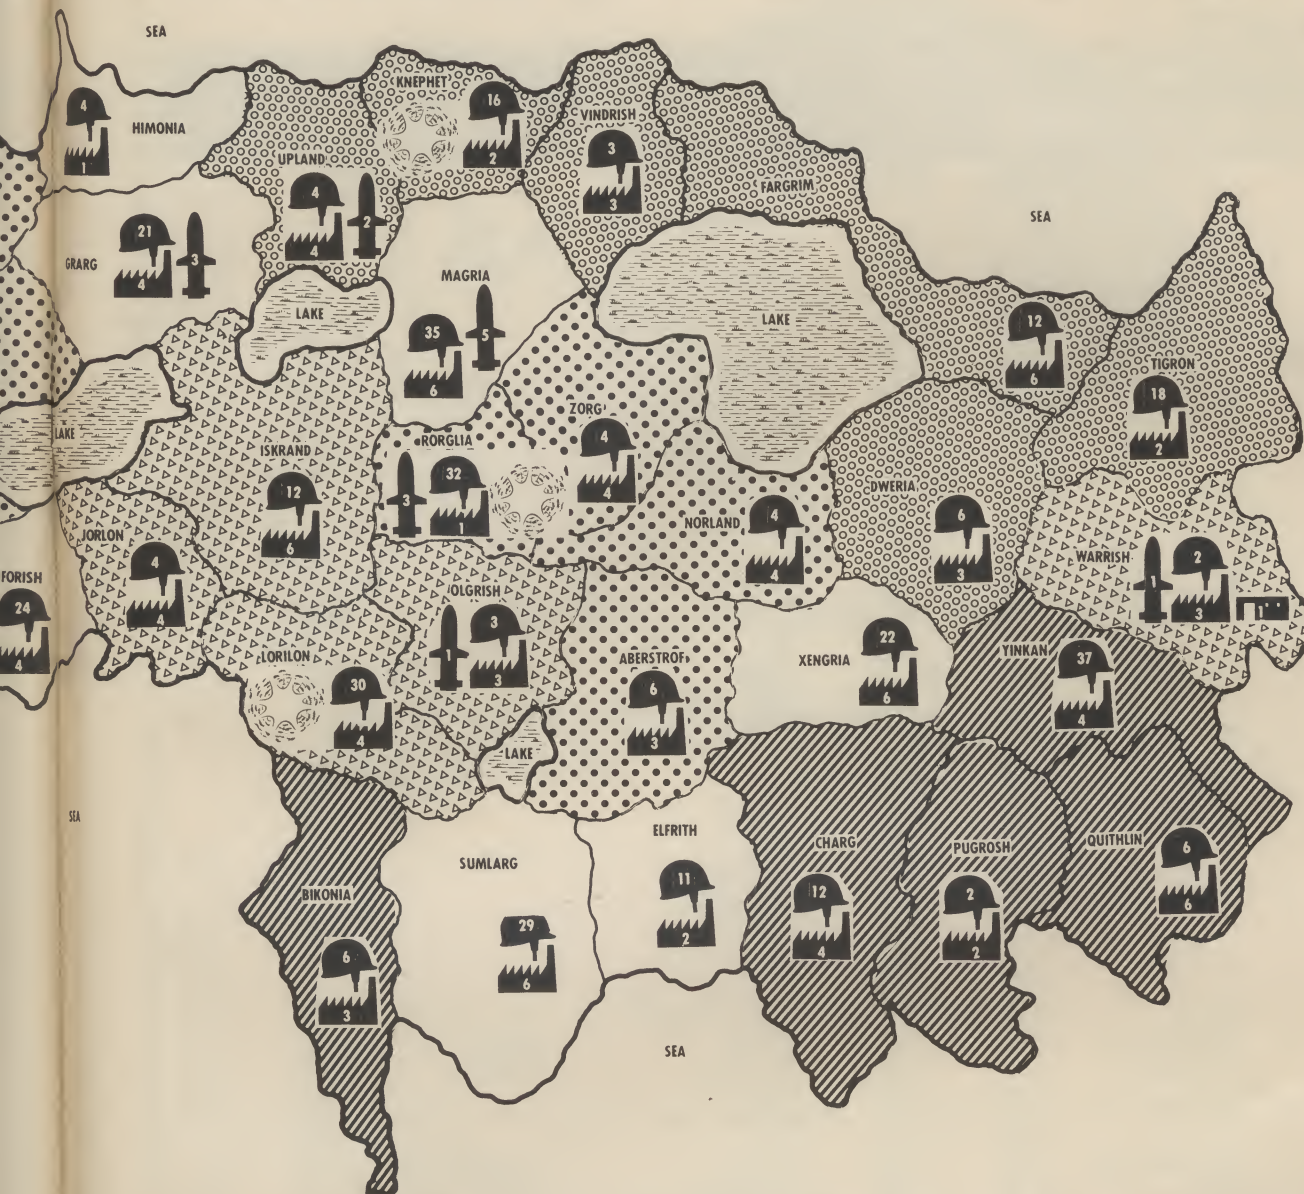 SEA
KNEPHET
4
16
HIMONIA
VINDRISH
1
2
3
UPLAND
FARGRIM
4
3
2
SEA
21
GRARG
3
4
4
MAGRIA
LAKE
LAKE
35
5
12
6
6
TIGRON
18
ZORG
LAKE
RORGLIA
4
2
ISKRAND
32
DWERIA
3
4
12
1
6
JORLON
NORLAND
4
6
6
WARRISH
4
4
3
1
2
FORISH
OLGRISH
3
1
24
4
3
22
YINKAN
LORILON
1
ABERSTROF
XENGRIA
37
4
30
3
6
6
4
4
3
LAKE
SEA
ELFRITH
CHARG
PUGROSH
QUITHLIN
6
SUMLARG
11
12
2
BIKONIA
6
29
2
4
2
6
6
3
SEA